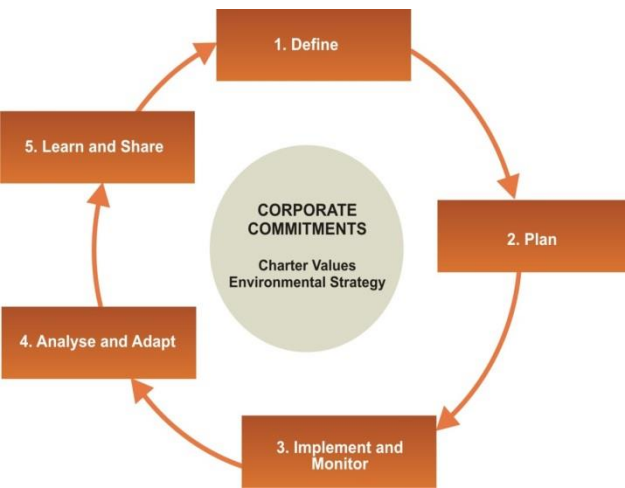 1. Define
2. Plan
3. Implement and
Monitor
4. Analyse and Adapt
5. Learn and Share
CORPORATE
COMMITMENTS
Charter Values
Environmental Strategy